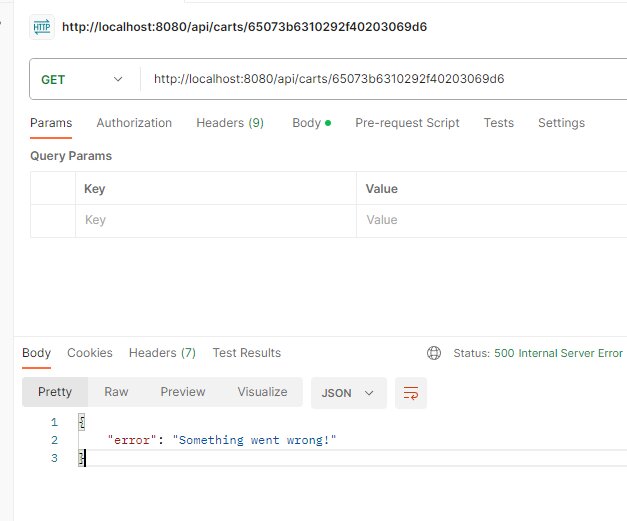 HTTP http://localhost:8080/api/carts/65073b6310292f40203069d6
GET http://localhost:8080/api/carts/65073b6310292f40203069d6
Params Authorization Headers (9) Body Pre-request Script Tests Settings
Query Params
Key Value
Key Value
Body Cookies Headers (7) Test Results Status: 500 Internal Server Error
Pretty Raw Preview Visualize JSON
1 {
2 "error": "Something went wrong!"
3 }